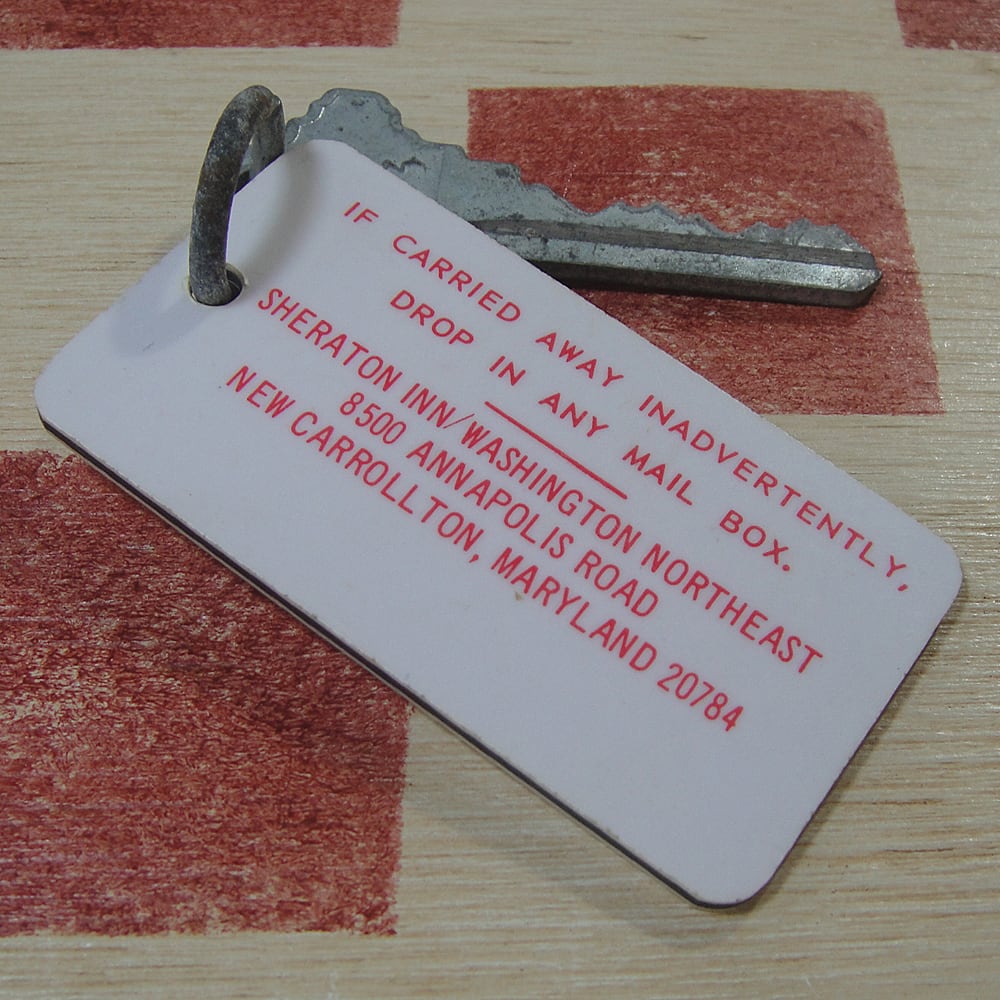 IF CARRIED AWAY INADVERTENTLY,
DROP IN ANY MAIL BOX.
SHERATON INN/WASHINGTON NORTHEAST
8500 ANNAPOLIS ROAD
NEW CARROLLTON, MARYLAND 20784